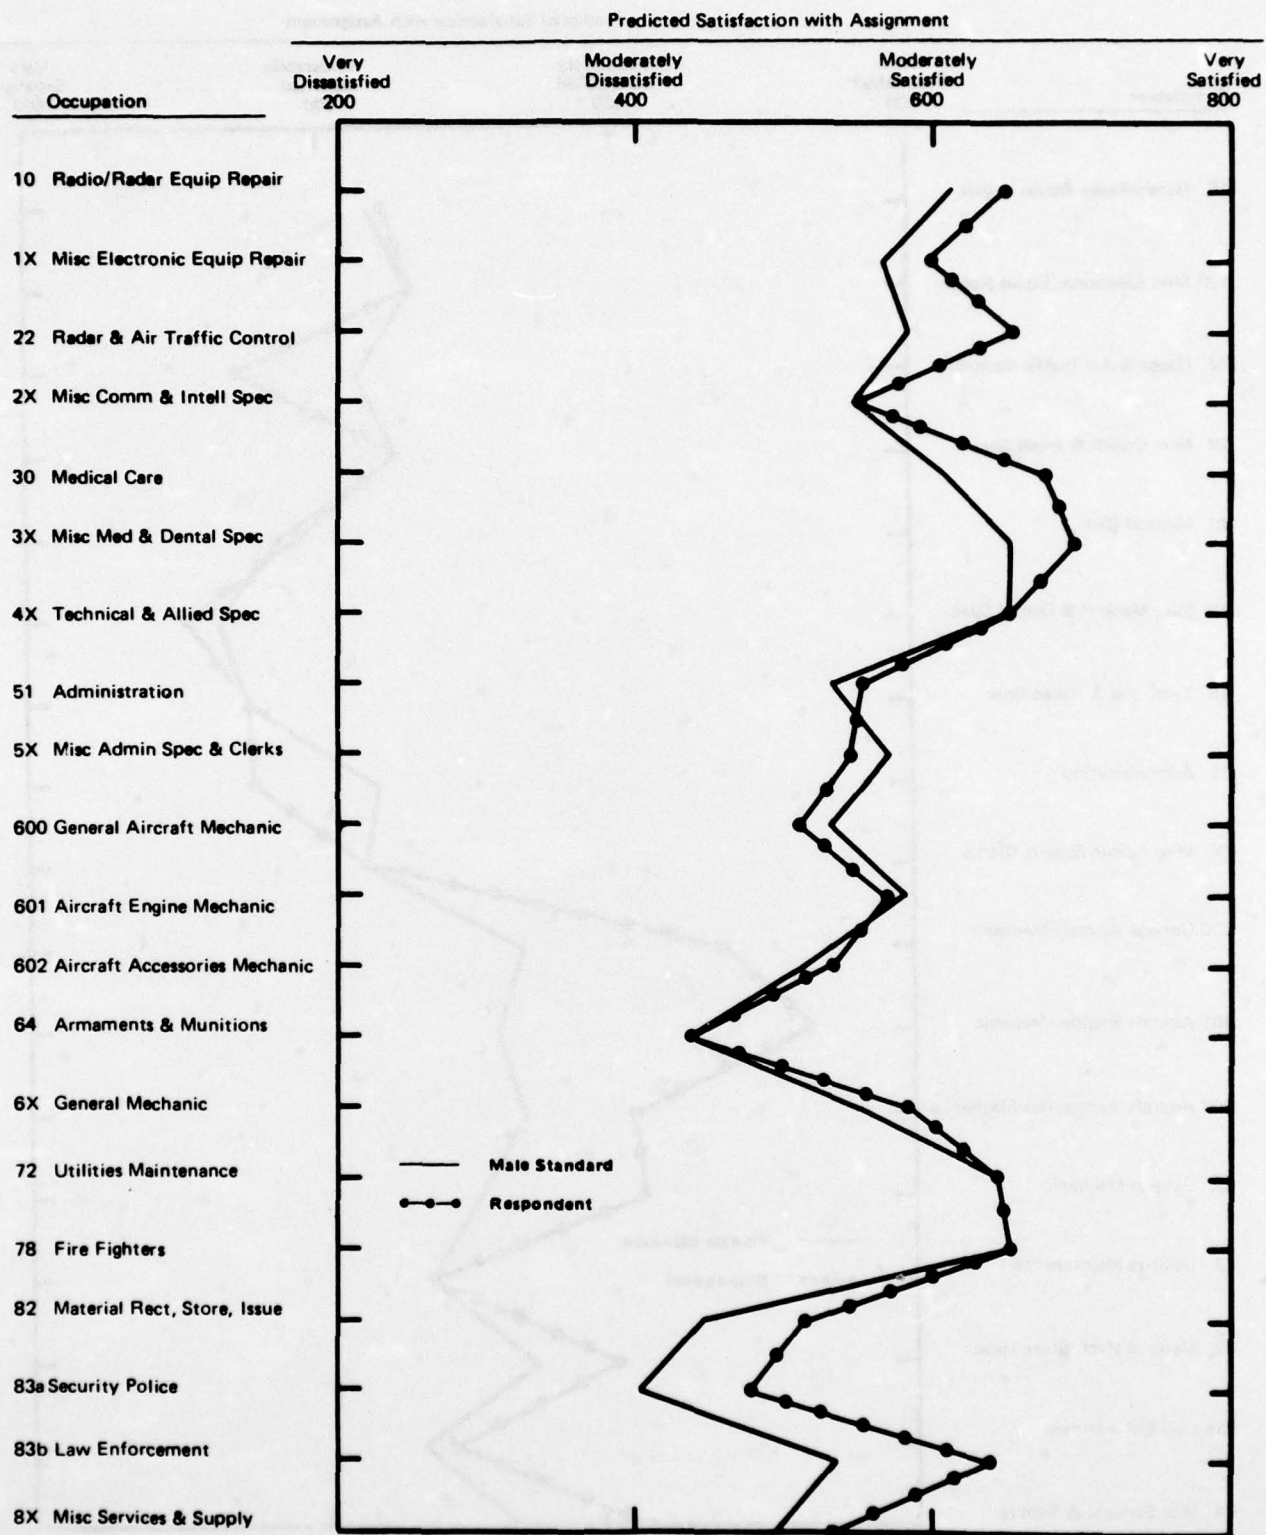 Predicted Satisfaction with Assignment
Very Dissatisfied 200
Moderately Dissatisfied 400
Moderately Satisfied 600
Very Satisfied 800
Occupation
10 Radio/Radar Equip Repair
1X Misc Electronic Equip Repair
22 Radar & Air Traffic Control
2X Misc Comm & Intell Spec
30 Medical Care
3X Misc Med & Dental Spec
4X Technical & Allied Spec
51 Administration
5X Misc Admin Spec & Clerks
600 General Aircraft Mechanic
601 Aircraft Engine Mechanic
602 Aircraft Accessories Mechanic
64 Armaments & Munitions
6X General Mechanic
72 Utilities Maintenance
Male Standard
Respondent
78 Fire Fighters
82 Material Rect, Store, Issue
83a Security Police
83b Law Enforcement
8X Misc Services & Supply